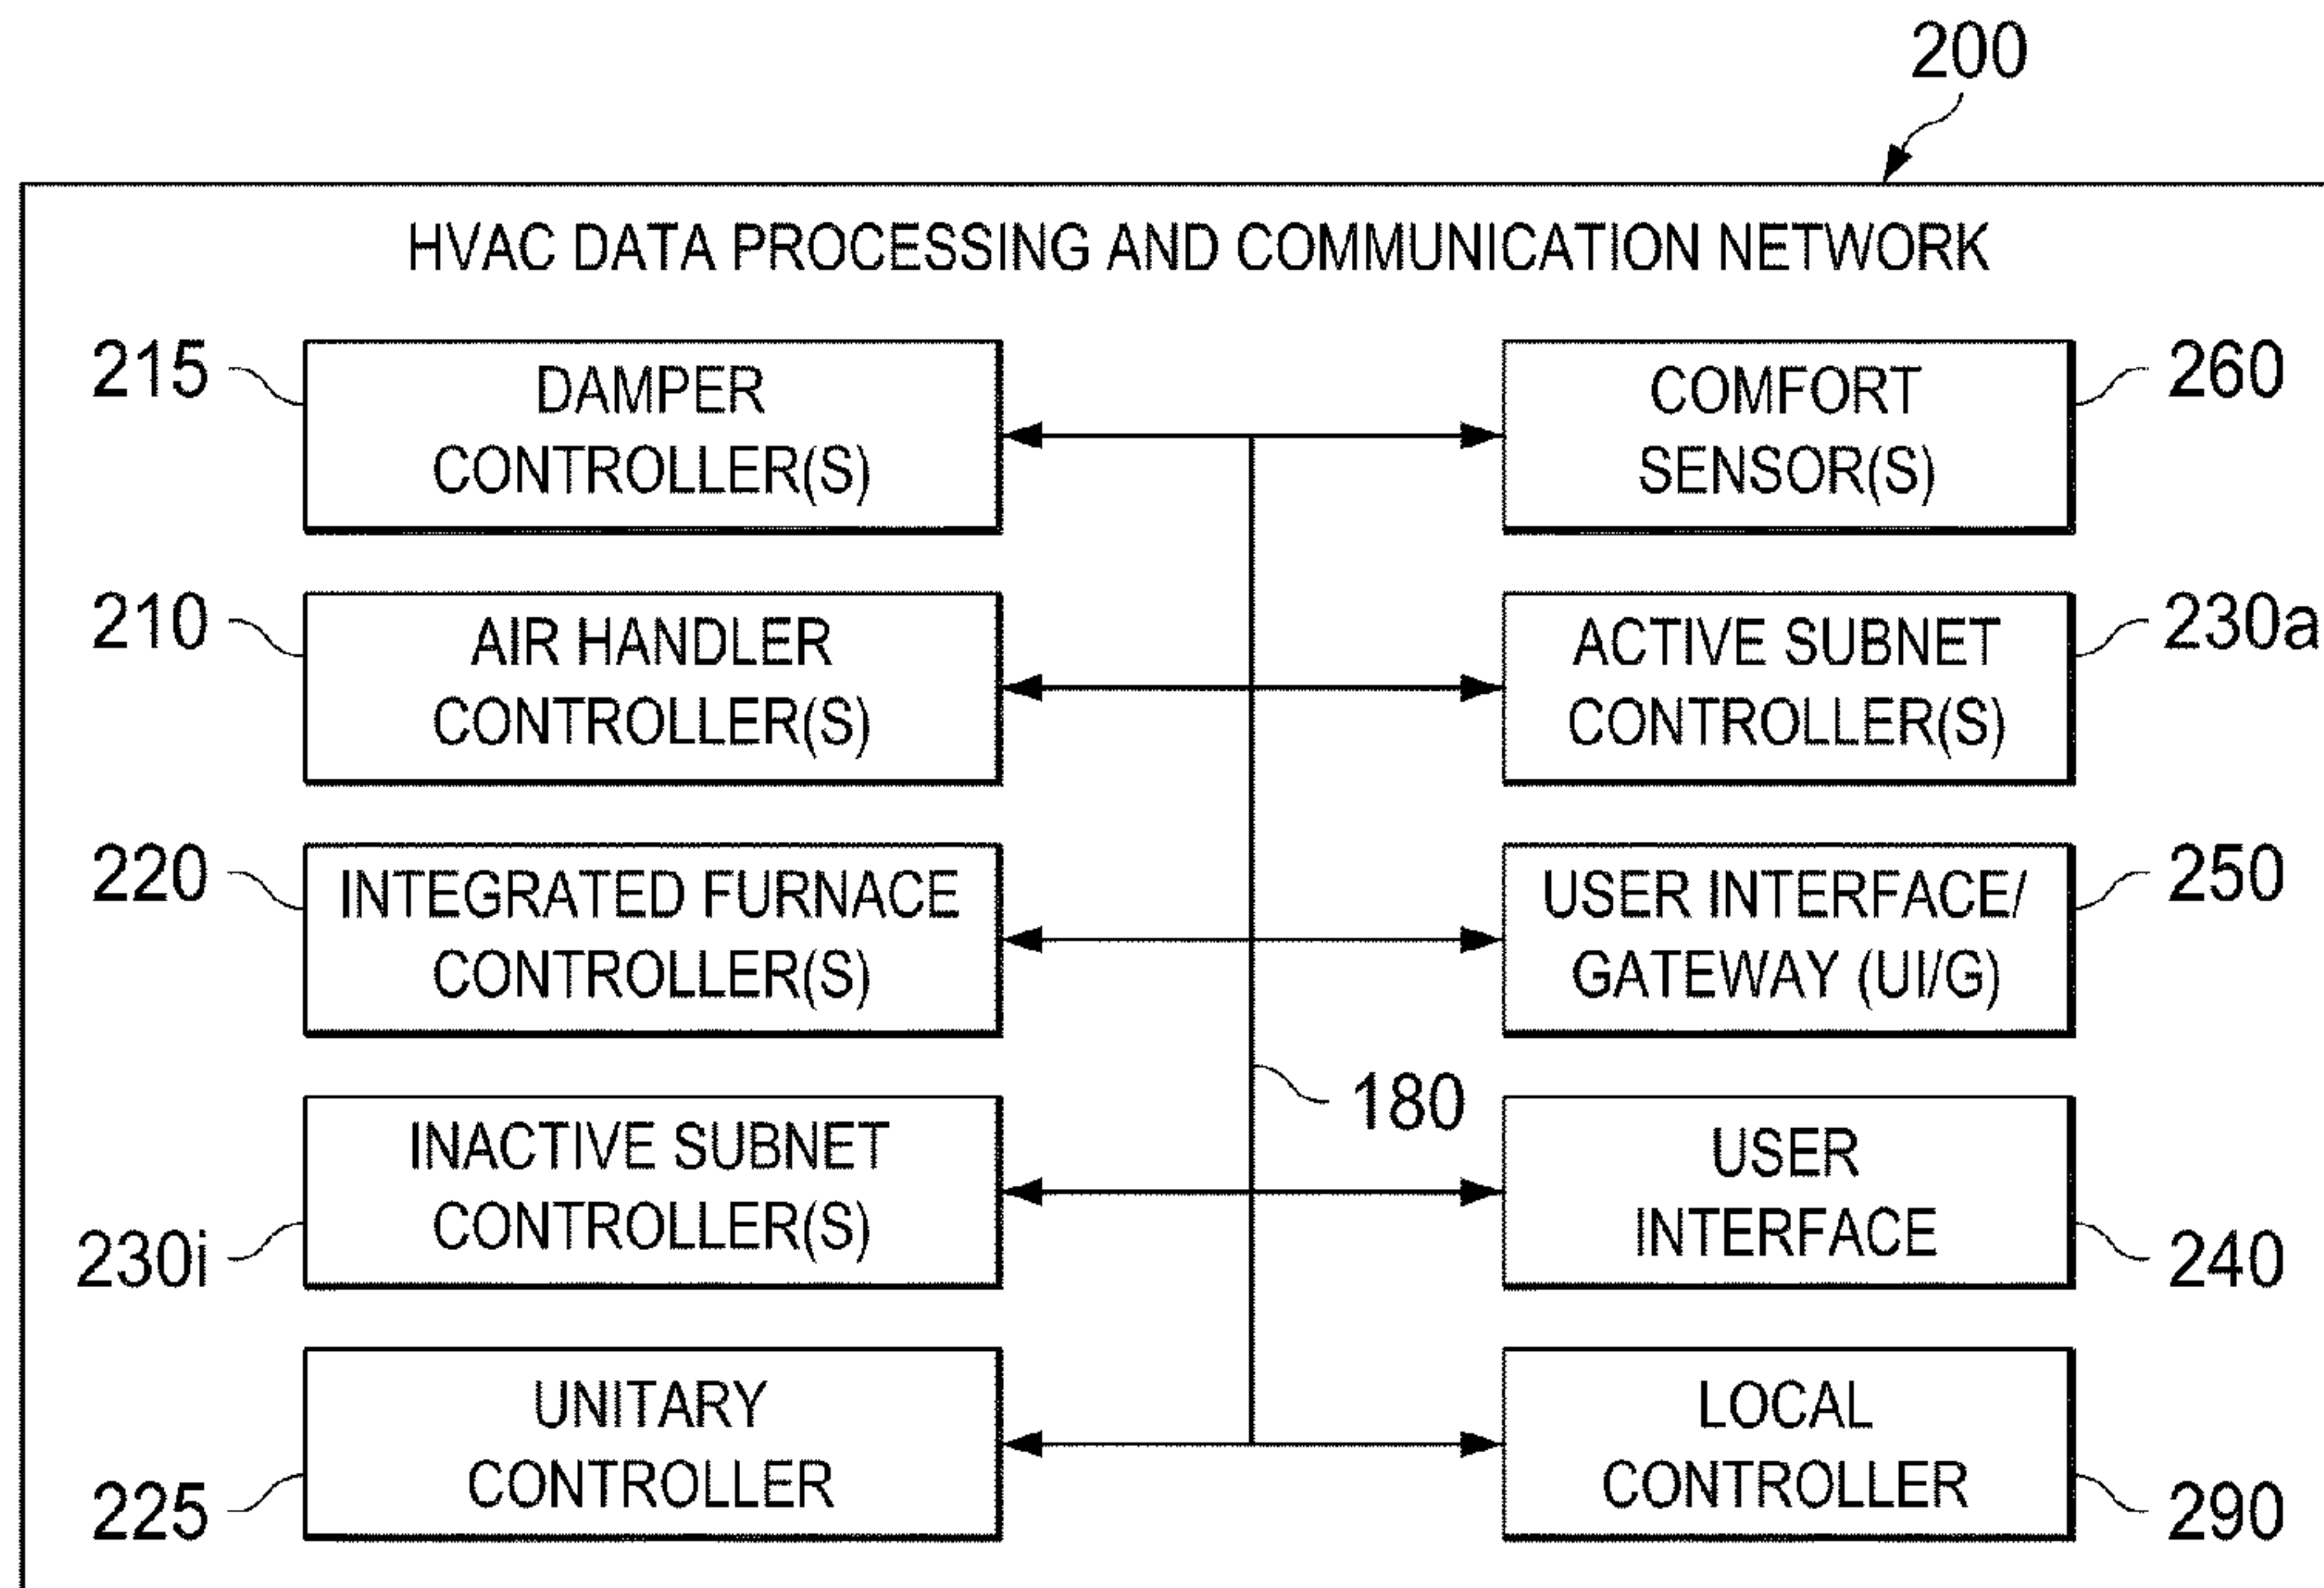 200
HVAC DATA PROCESSING AND COMMUNICATION NETWORK
215
DAMPER
CONTROLLER(S)
COMFORT
SENSOR(S)
260
210
AIR HANDLER
CONTROLLER(S)
ACTIVE SUBNET
CONTROLLER(S)
230a
220
INTEGRATED FURNACE
CONTROLLER(S)
USER INTERFACE/
GATEWAY (UI/G)
250
180
INACTIVE SUBNET
CONTROLLER(S)
230i
USER
INTERFACE
240
UNITARY
CONTROLLER
225
LOCAL
CONTROLLER
290